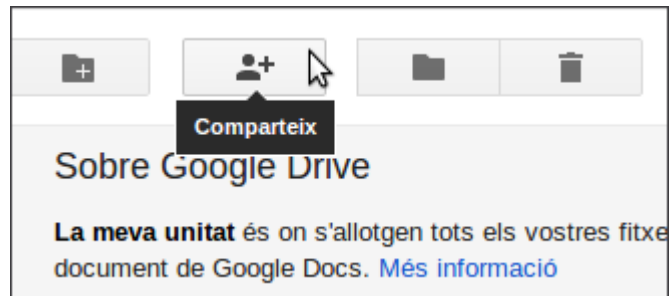 Comparteix
Sobre Google Drive
La meva unitat és on s'allotgen tots els vostres fitxe
document de Google Docs. Més informació